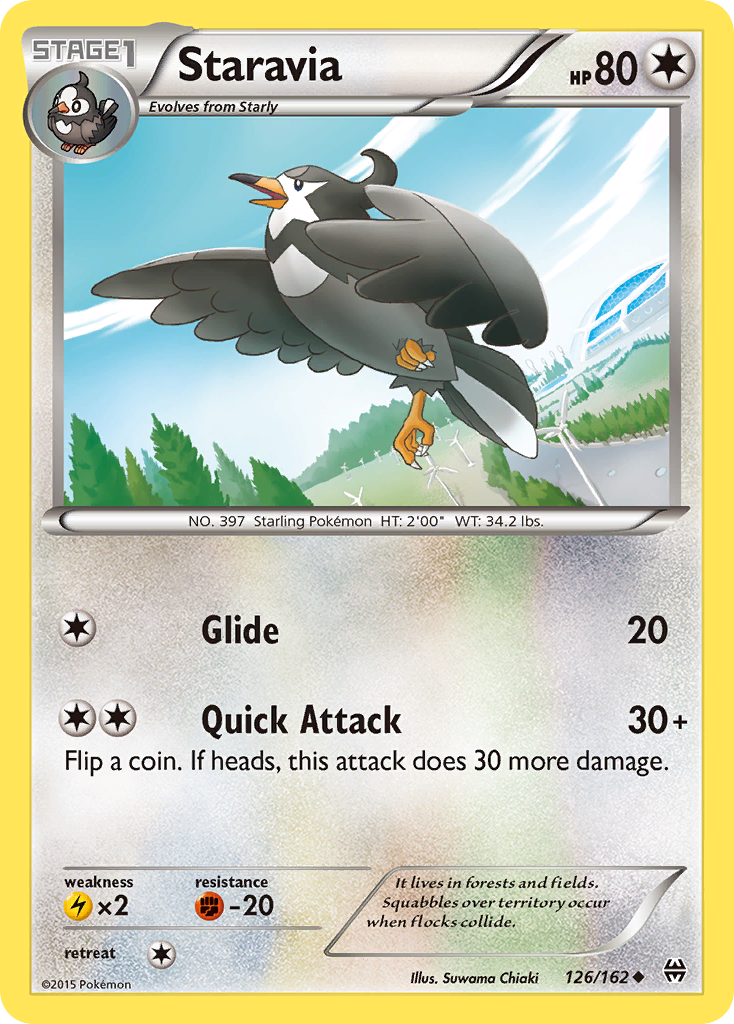 STAGE1
Staravia
HP80
Evolves from Starly
NO. 397 Starling Pokémon HT: 2'00" WT: 34.2 lbs.
Glide 20
Quick Attack 30+
Flip a coin. If heads, this attack does 30 more damage.
weakness
×2
resistance
-20
retreat
It lives in forests and fields.
Squabbles over territory occur
when flocks collide.
©2015 Pokémon
Illus. Suwama Chiaki
126/162